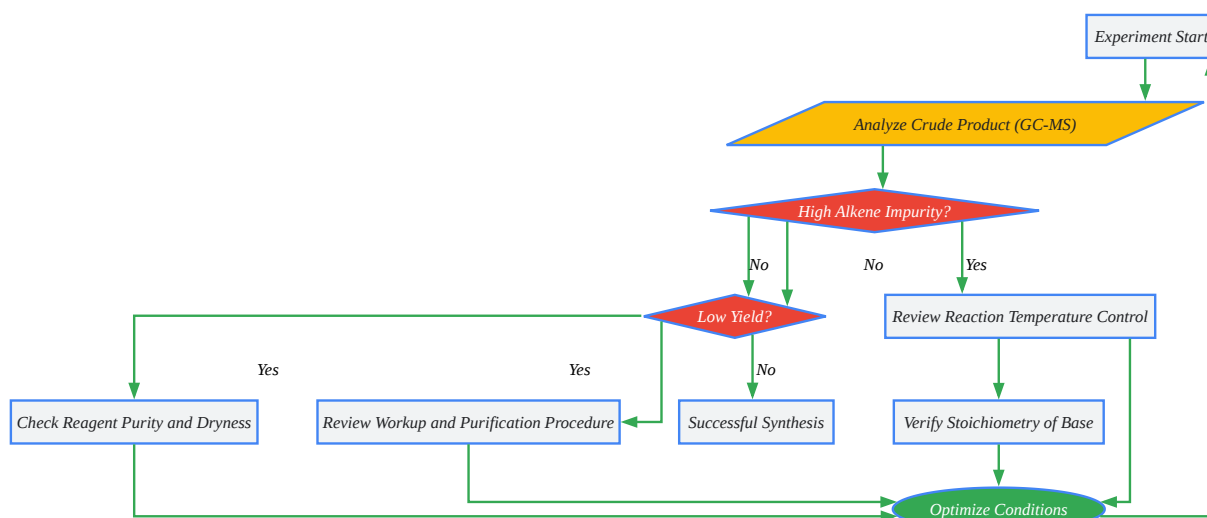 Experiment Start
Analyze Crude Product (GC-MS)
High Alkene Impurity?
No
No
Yes
Low Yield?
Review Reaction Temperature Control
Yes
Yes
No
Check Reagent Purity and Dryness
Review Workup and Purification Procedure
Successful Synthesis
Verify Stoichiometry of Base
Optimize Conditions